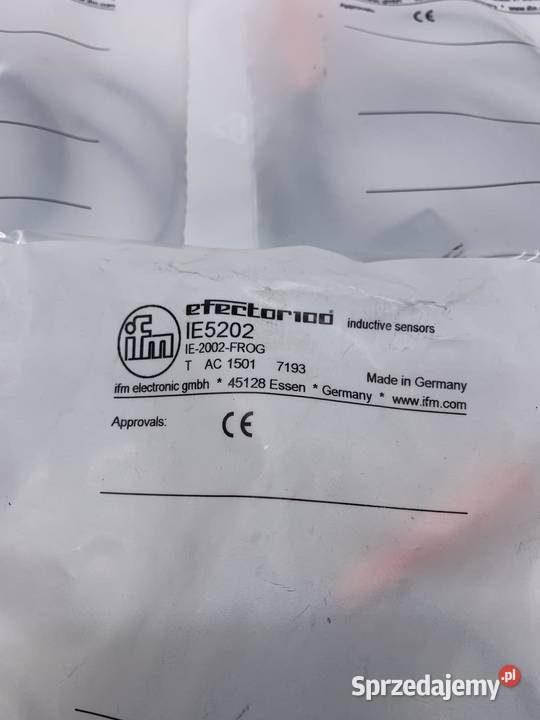 Approvals: CE
ifm
efector100 inductive sensors
IE5202
IE-2002-FROG
T AC 1501 7193 Made in Germany
ifm electronic gmbh * 45128 Essen * Germany * www.ifm.com
Approvals: CE
Sprzedajemy.pl